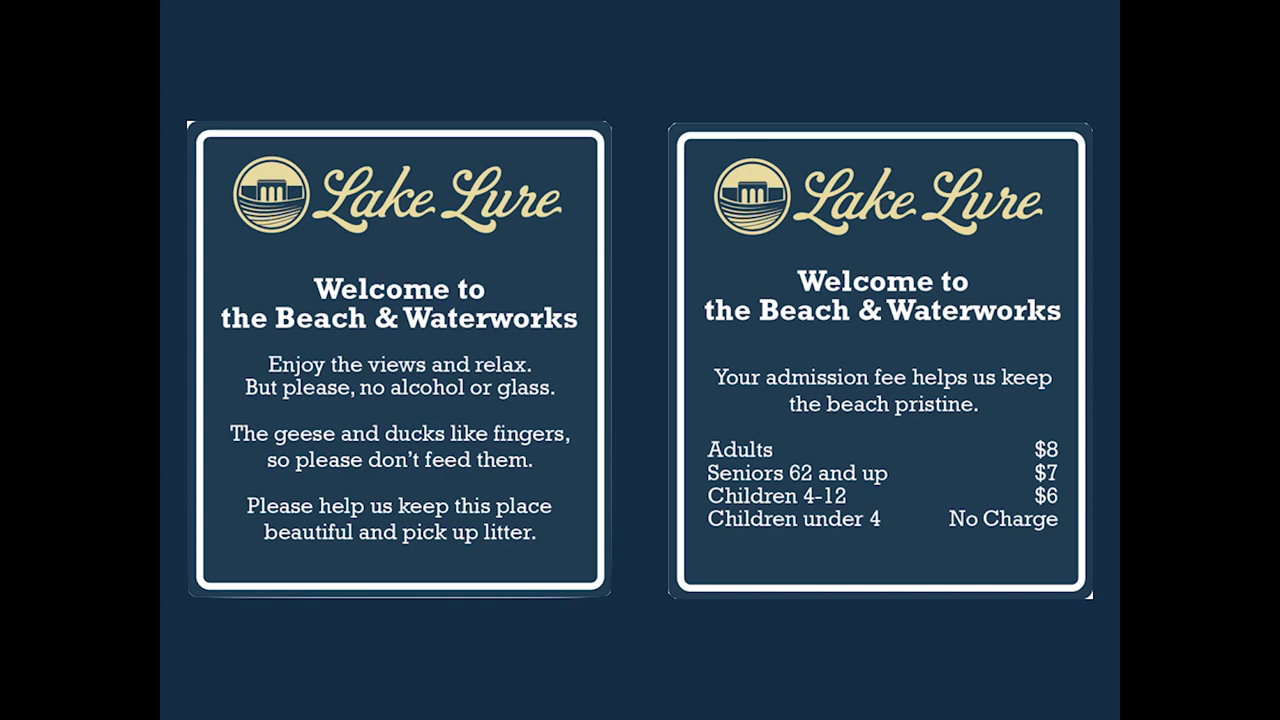 Lake Lure
Welcome to
the Beach & Waterworks
Enjoy the views and relax.
But please, no alcohol or glass.
The geese and ducks like fingers,
so please don’t feed them.
Please help us keep this place
beautiful and pick up litter.
Lake Lure
Welcome to
the Beach & Waterworks
Your admission fee helps us keep
the beach pristine.
Adults $8
Seniors 62 and up $7
Children 4-12 $6
Children under 4 No Charge